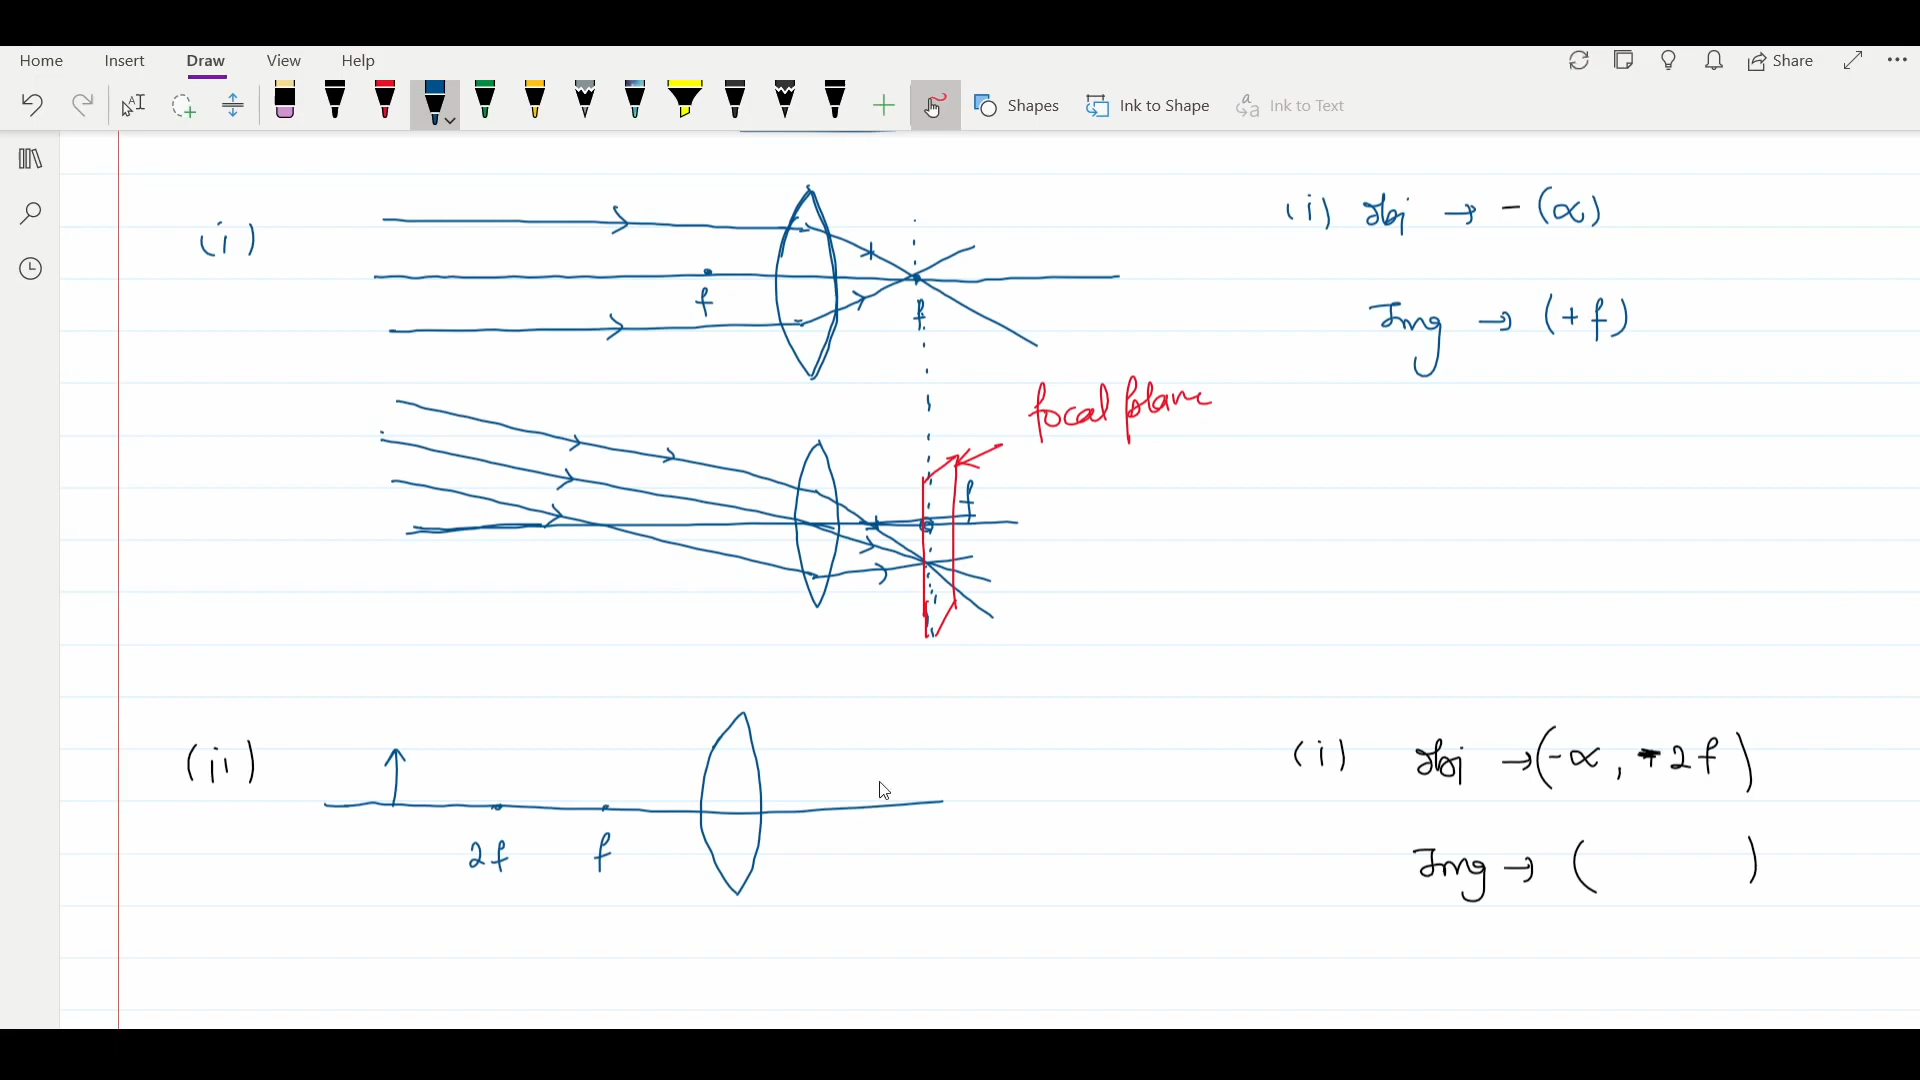 Home Insert Draw View Help Share
Shapes Ink to Shape Ink to Text
(i)
f
f
(i) obj → - (∝)
Img → (+f)
focal plane
f
(ii)
2f f
(i) obj → (-∝, -2f)
Img → ( )